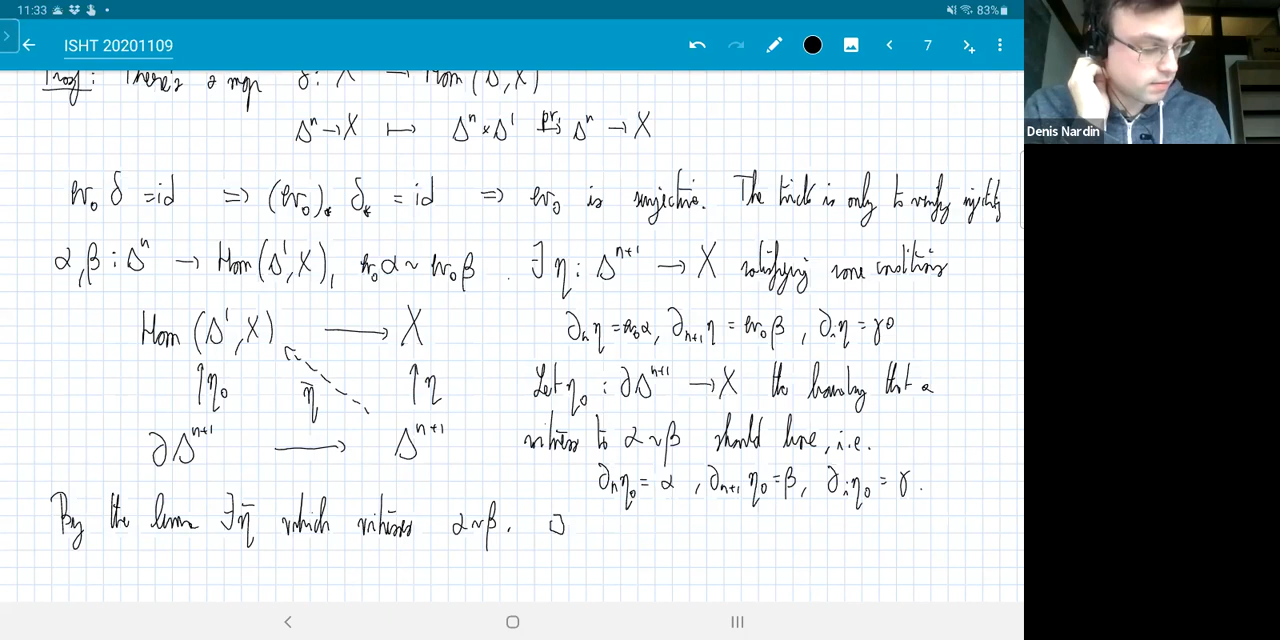 11:33
83%
ISHT 20201109
7
Denis Nardin
Proof: There's a map δ: X → Hom(Δ¹, X)
Δⁿ → X ↦ Δⁿ × Δ¹ →pr₁ Δⁿ → X
ev₀ δ = id ⇒ (ev₀)_* δ_* = id ⇒ ev₀ is surjective. The trick is only to verify injectivity
α, β : Δⁿ → Hom(Δ¹, X), ev₀α ~ ev₀β. ∃ η : Δⁿ⁺¹ → X satisfying some conditions
Hom(Δ¹, X) → X
∂ₙη = ev₀α, ∂ₙ₊₁η = ev₀β, ∂ᵢη = γ₀
↑η₀ η̄ ↑η
Let η₀ : ∂Δⁿ⁺¹ → X the boundary that a
∂Δⁿ⁺¹ → Δⁿ⁺¹
witness to α ~ β should have, i.e.
∂ₙη₀ = α, ∂ₙ₊₁η₀ = β, ∂ᵢη₀ = γ.
By the lemma ∃ η̄ which witnesses α ~ β. □